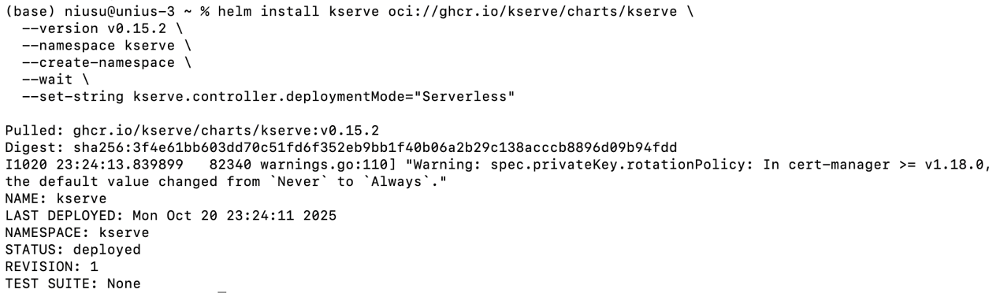 (base) niusu@unius-3 ~ % helm install kserve oci://ghcr.io/kserve/charts/kserve \
  --version v0.15.2 \
  --namespace kserve \
  --create-namespace \
  --wait \
  --set-string kserve.controller.deploymentMode="Serverless"

Pulled: ghcr.io/kserve/charts/kserve:v0.15.2
Digest: sha256:3f4e61bb603dd70c51fd6f352eb9bb1f40b06a2b29c138acccb8896d09b94fdd
I1020 23:24:13.839899   82340 warnings.go:110] "Warning: spec.privateKey.rotationPolicy: In cert-manager >= v1.18.0,
the default value changed from `Never` to `Always`."
NAME: kserve
LAST DEPLOYED: Mon Oct 20 23:24:11 2025
NAMESPACE: kserve
STATUS: deployed
REVISION: 1
TEST SUITE: None